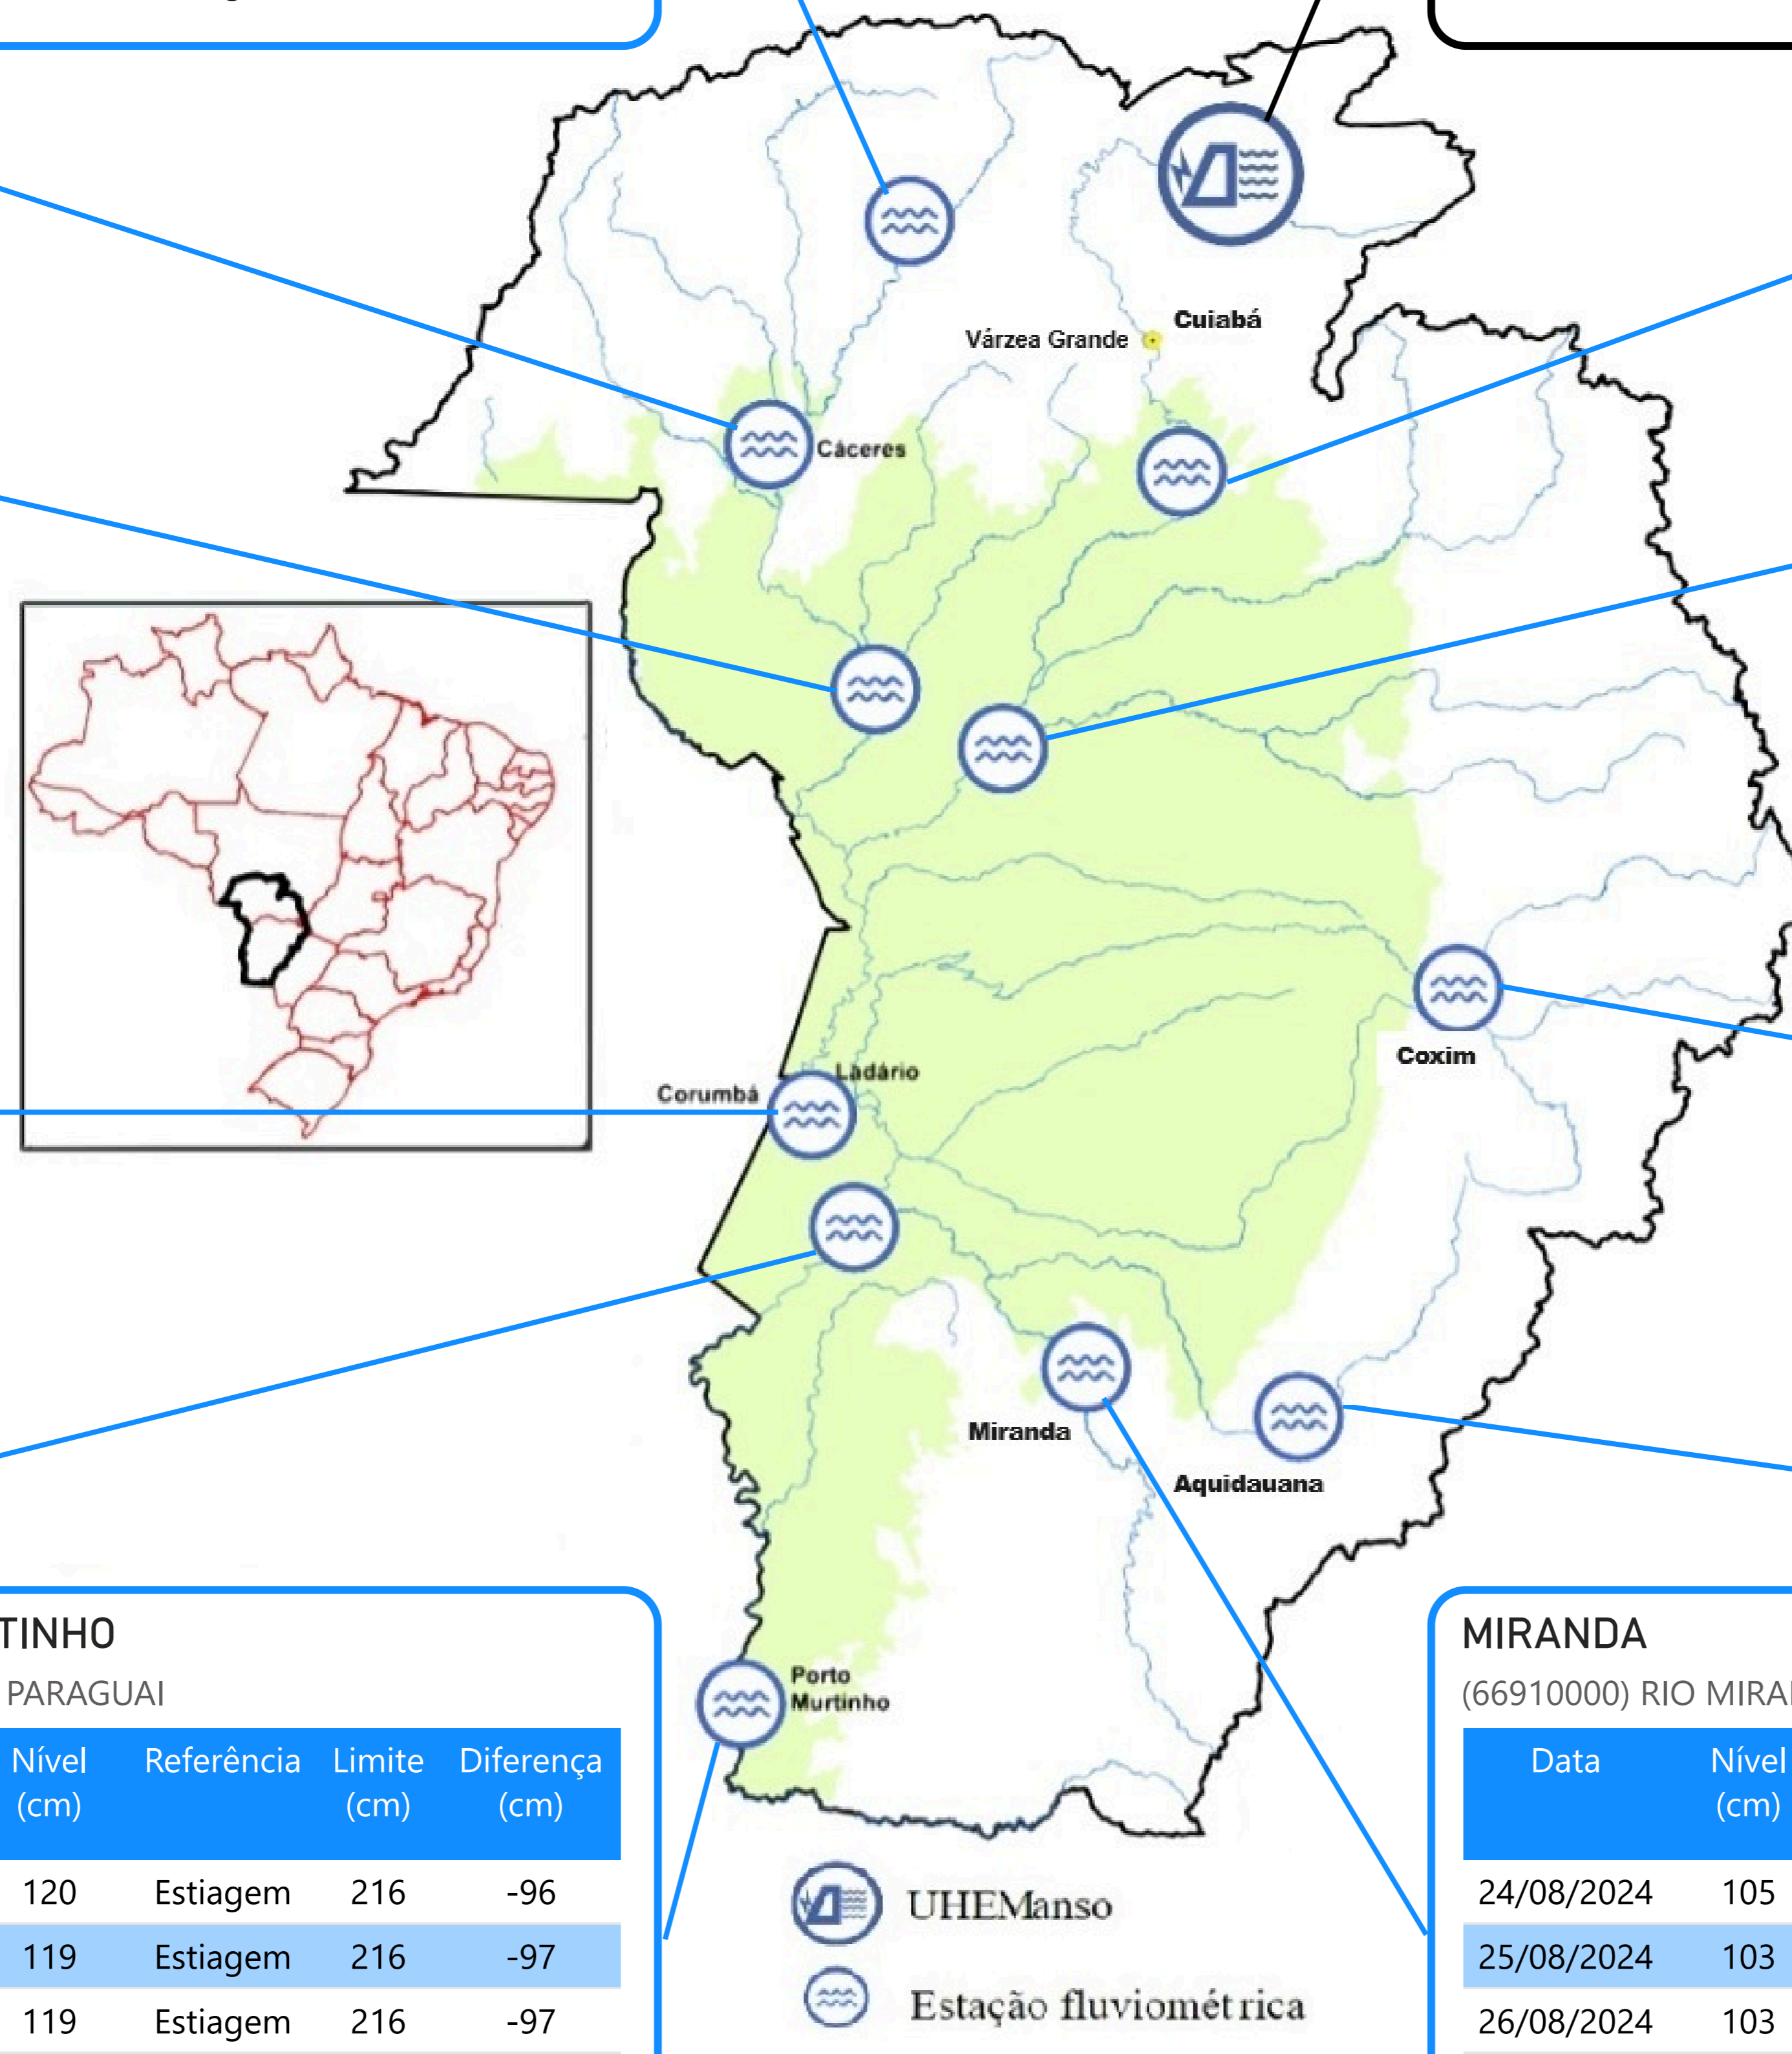 Cuiabá
Várzea Grande
Cáceres
Ladário
Corumbá
Coxim
Miranda
Aquidauana
Porto
Murtinho
TINHO
PARAGUAI
Nível (cm) Referência Limite (cm) Diferença (cm)
120 Estiagem 216 -96
119 Estiagem 216 -97
119 Estiagem 216 -97
UHEManso
Estação fluviométrica
MIRANDA
(66910000) RIO MIRA
Data Nível (cm)
24/08/2024 105
25/08/2024 103
26/08/2024 103